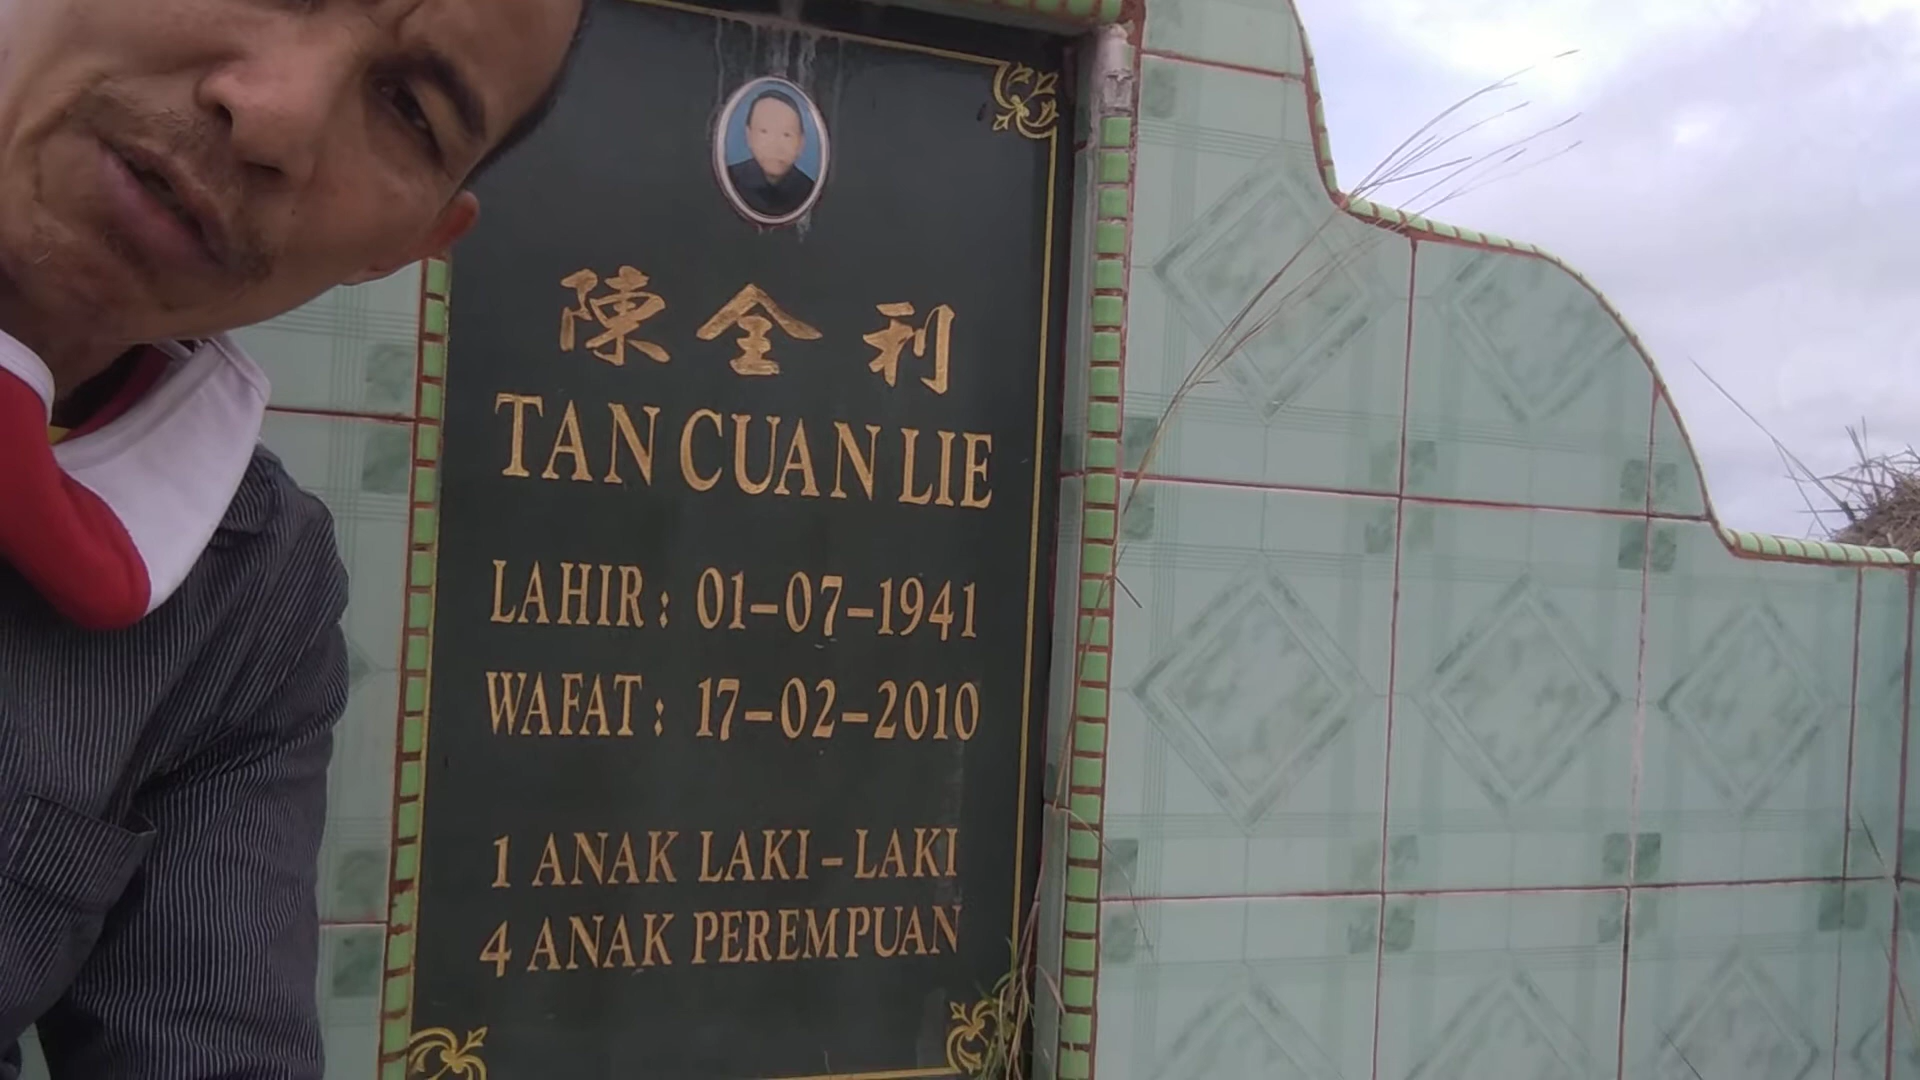 陳全利
TAN CUAN LIE
LAHIR : 01-07-1941
WAFAT : 17-02-2010
1 ANAK LAKI-LAKI
4 ANAK PEREMPUAN